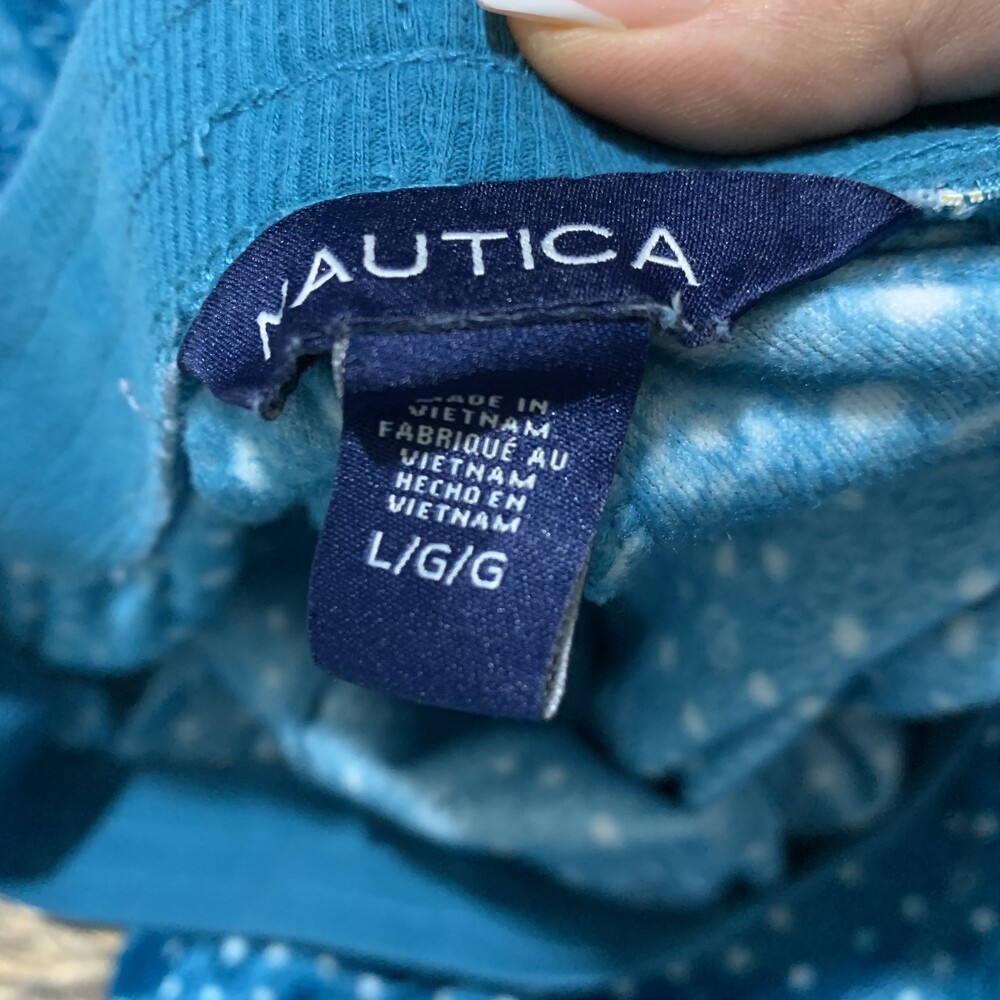 NAUTICA
MADE IN
VIETNAM
FABRIQUÉ AU
VIETNAM
HECHO EN
VIETNAM
L/G/G